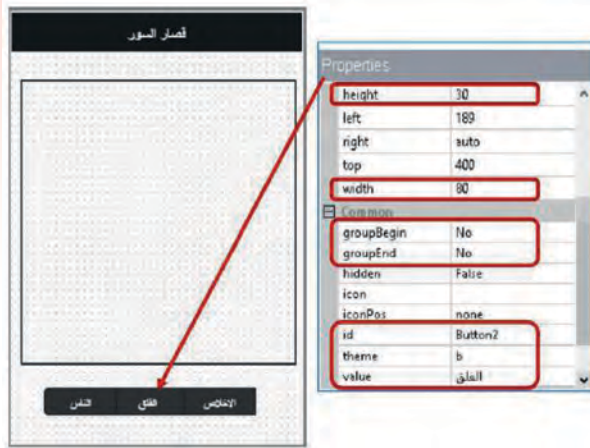 قصار السور
الاخلاص الفلق الناس
Properties
height 30
left 189
right auto
top 400
width 80
Common
groupBegin No
groupEnd No
hidden False
icon
iconPos none
id Button2
theme b
value الفلق